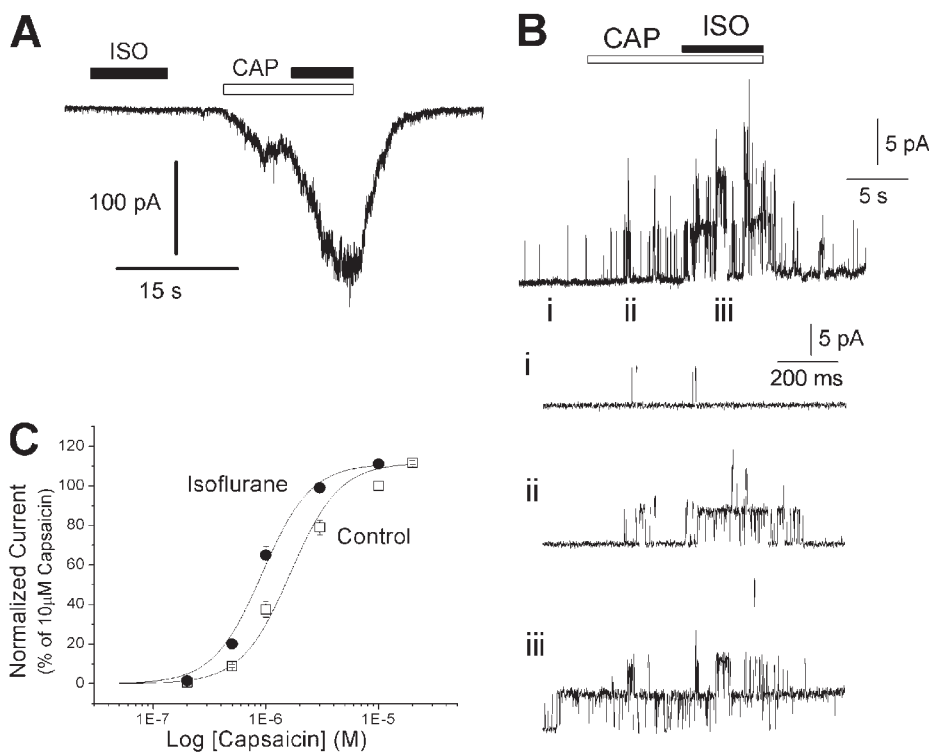 A
ISO
CAP
100 pA
15 s
B
CAP
ISO
5 pA
5 s
i
ii
iii
5 pA
200 ms
i
ii
iii
C
Normalized Current
(% of 10µM Capsaicin)
120
100
80
60
40
20
0
Isoflurane
Control
1E-7
1E-6
1E-5
Log [Capsaicin] (M)